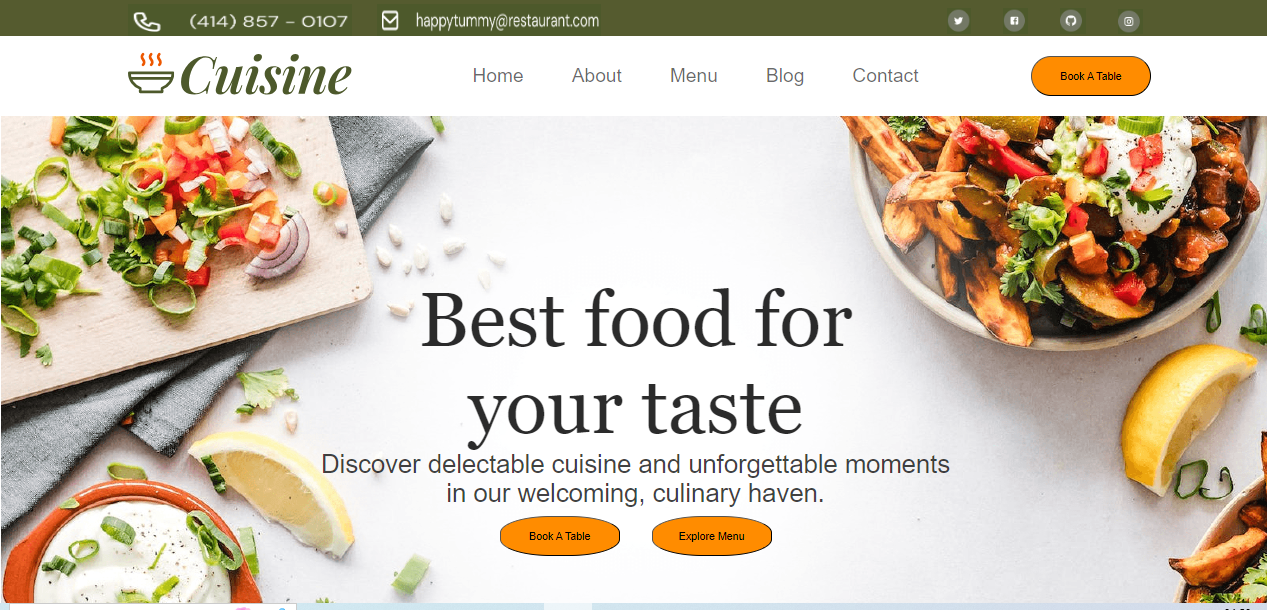 (414) 857 – 0107 happytummy@restaurant.com
Cuisine Home About Menu Blog Contact Book A Table
Best food for
your taste
Discover delectable cuisine and unforgettable moments
in our welcoming, culinary haven.
Book A Table Explore Menu